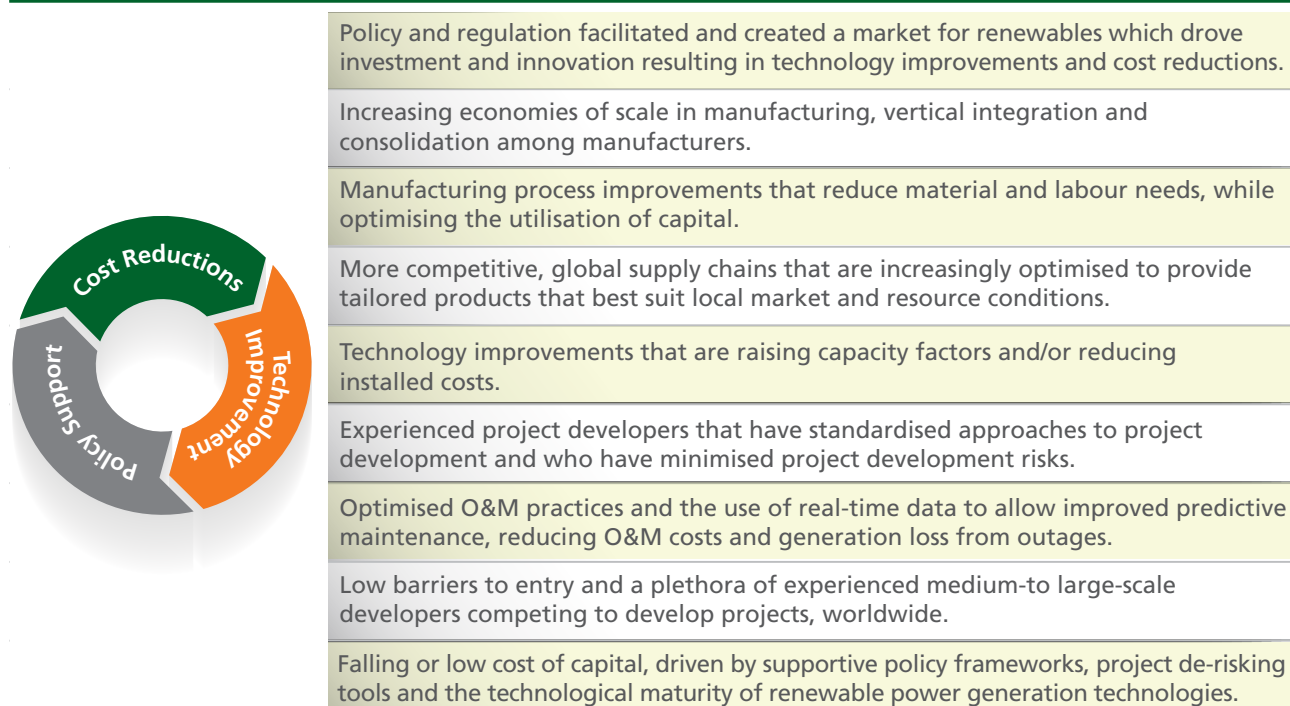 Policy and regulation facilitated and created a market for renewables which drove
investment and innovation resulting in technology improvements and cost reductions.
Increasing economies of scale in manufacturing, vertical integration and
consolidation among manufacturers.
Manufacturing process improvements that reduce material and labour needs, while
optimising the utilisation of capital.
More competitive, global supply chains that are increasingly optimised to provide
tailored products that best suit local market and resource conditions.
Technology improvements that are raising capacity factors and/or reducing
installed costs.
Experienced project developers that have standardised approaches to project
development and who have minimised project development risks.
Optimised O&M practices and the use of real-time data to allow improved predictive
maintenance, reducing O&M costs and generation loss from outages.
Low barriers to entry and a plethora of experienced medium-to large-scale
developers competing to develop projects, worldwide.
Falling or low cost of capital, driven by supportive policy frameworks, project de-risking
tools and the technological maturity of renewable power generation technologies.
Cost Reductions
Technology
Improvement
Policy Support